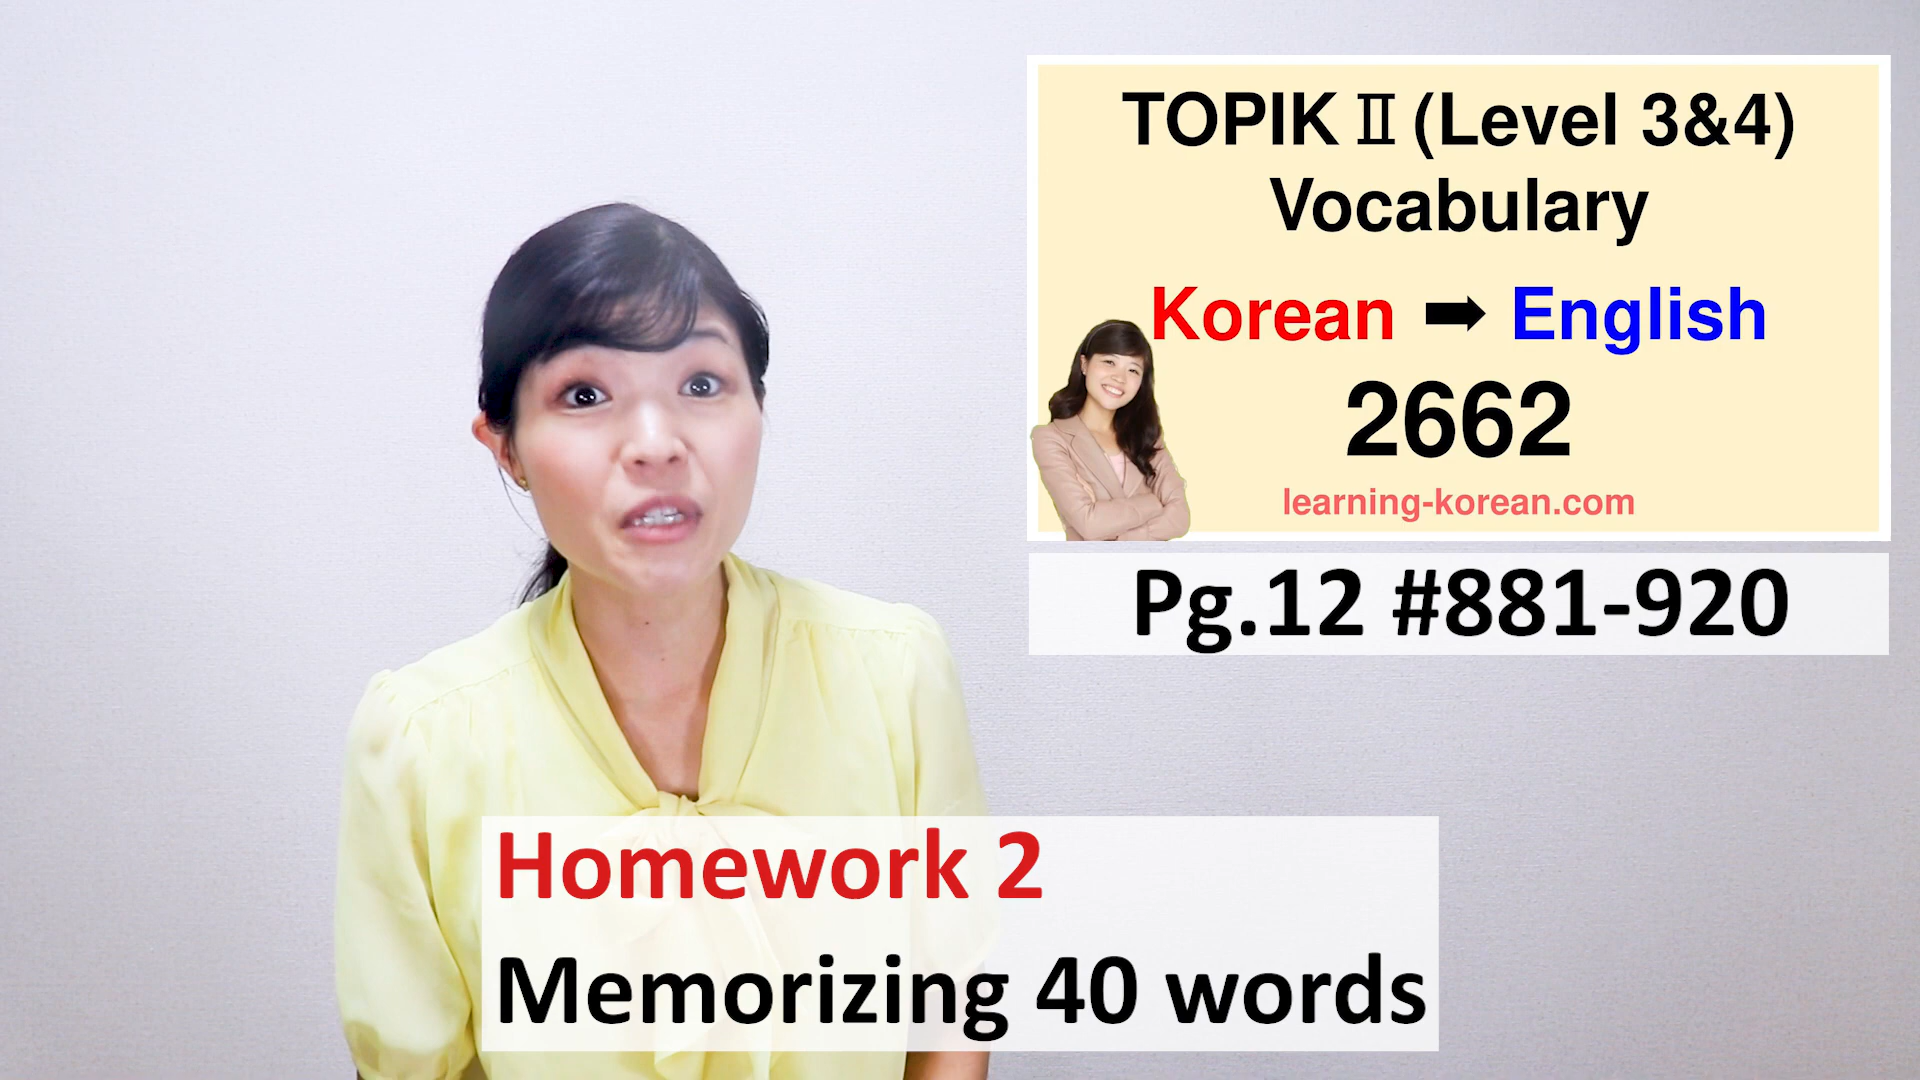 TOPIK Ⅱ (Level 3&4)
Vocabulary
Korean ➡ English
2662
learning-korean.com
Pg.12 #881-920
Homework 2
Memorizing 40 words